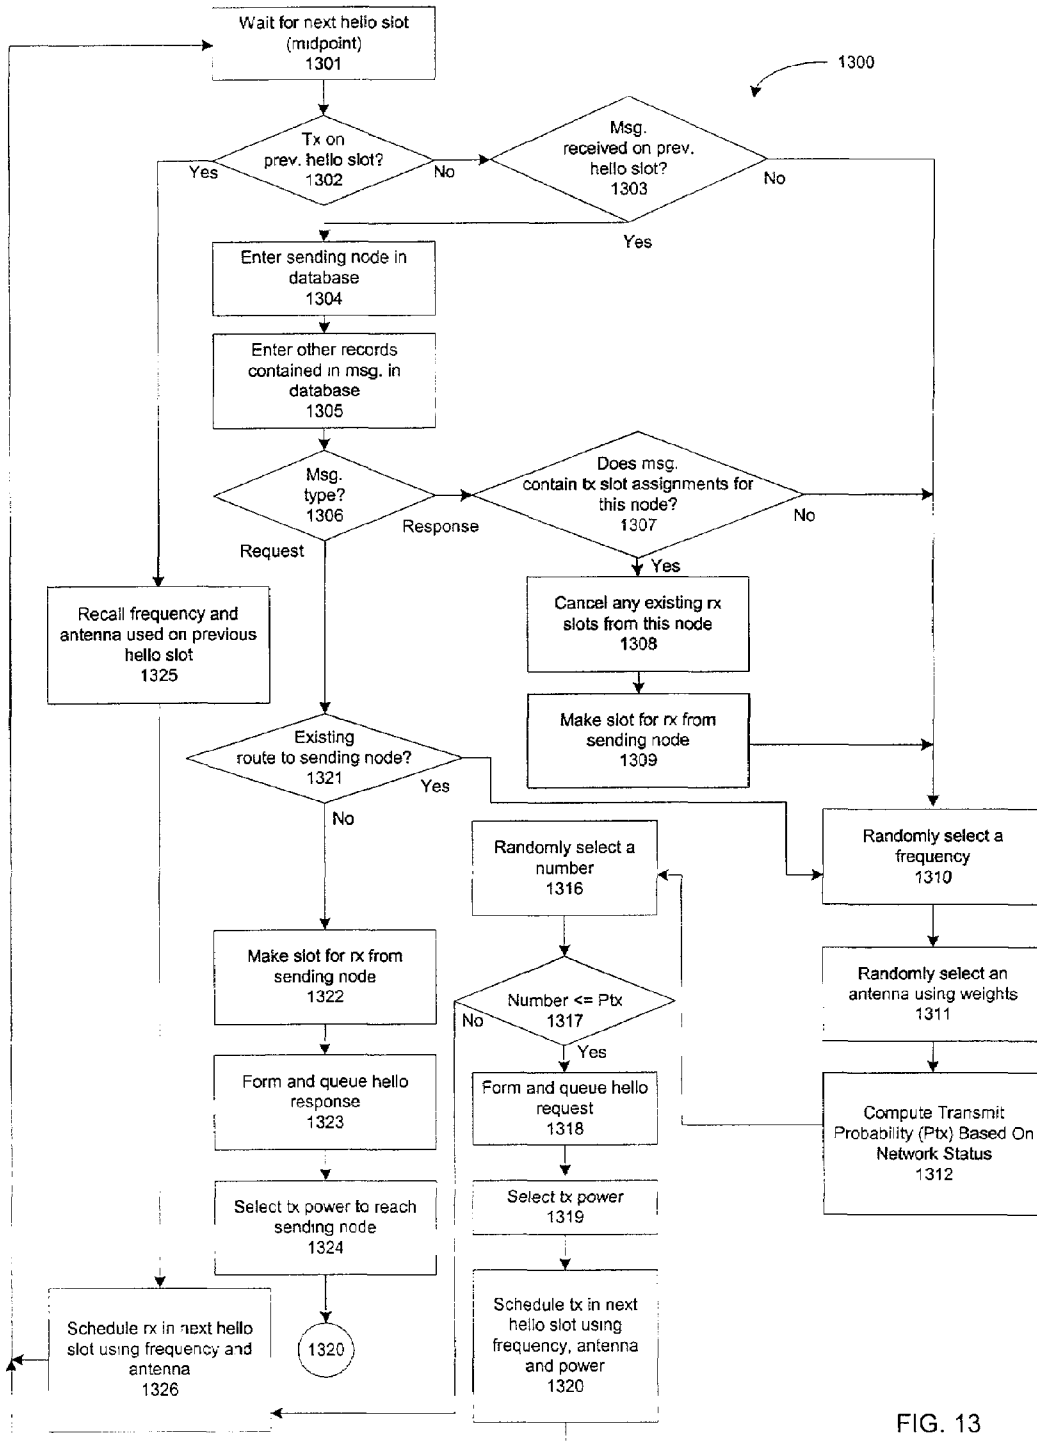 Wait for next hello slot
(midpoint)
1301
1300
Tx on
prev. hello slot?
1302
Yes
No
Msg.
received on prev.
hello slot?
1303
No
Yes
Enter sending node in
database
1304
Enter other records
contained in msg. in
database
1305
Msg.
type?
1306
Response
Request
Does msg.
contain tx slot assignments for
this node?
1307
No
Yes
Cancel any existing rx
slots from this node
1308
Recall frequency and
antenna used on previous
hello slot
1325
Make slot for rx from
sending node
1309
Existing
route to sending node?
1321
Yes
No
Randomly select a
number
1316
Randomly select a
frequency
1310
Make slot for rx from
sending node
1322
Number <= Ptx
1317
No
Yes
Randomly select an
antenna using weights
1311
Form and queue hello
response
1323
Form and queue hello
request
1318
Compute Transmit
Probability (Ptx) Based On
Network Status
1312
Select tx power to reach
sending node
1324
Select tx power
1319
Schedule rx in next hello
slot using frequency and
antenna
1326
1320
Schedule tx in next
hello slot using
frequency, antenna
and power
1320
FIG. 13